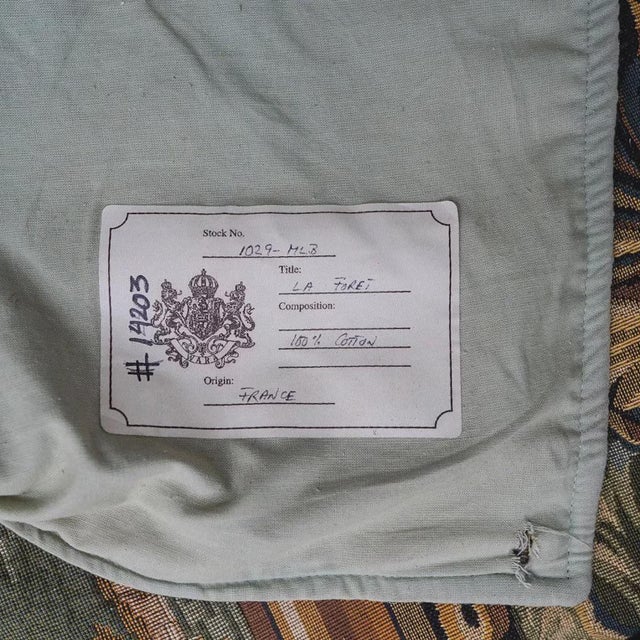 Stock No.
1029-MLB
Title:
LA FORET
Composition:
100% COTTON
Origin:
FRANCE
# 14203